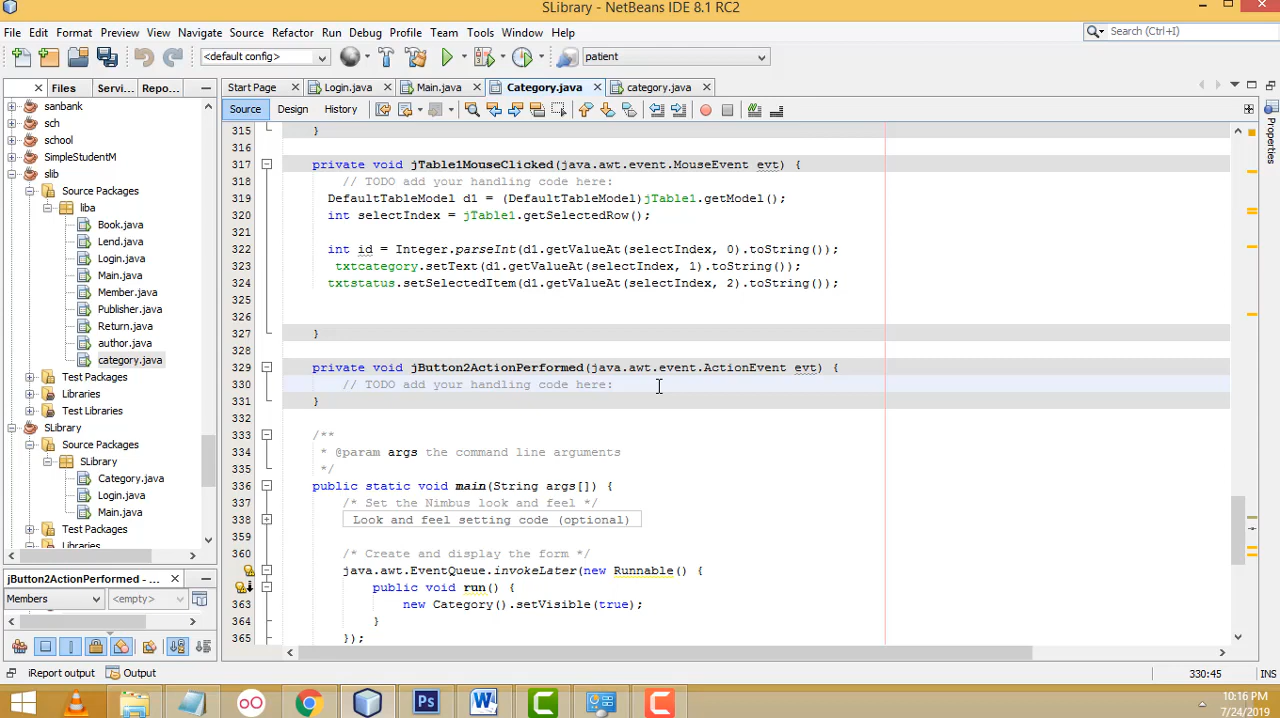 SLibrary - NetBeans IDE 8.1 RC2
File Edit Format Preview View Navigate Source Refactor Run Debug Profile Team Tools Window Help
Search (Ctrl+I)
<default config>
patient
Files Servi... Repo...
Start Page Login.java Main.java Category.java category.java
Source Design History
sanbank
sch
school
SimpleStudentM
slib
Source Packages
liba
Book.java
Lend.java
Login.java
Main.java
Member.java
Publisher.java
Return.java
author.java
category.java
Test Packages
Libraries
Test Libraries
SLibrary
Source Packages
SLibrary
Category.java
Login.java
Main.java
Test Packages
Libraries
315 }
316
317 private void jTable1MouseClicked(java.awt.event.MouseEvent evt) {
318 // TODO add your handling code here:
319 DefaultTableModel d1 = (DefaultTableModel)jTable1.getModel();
320 int selectIndex = jTable1.getSelectedRow();
321
322 int id = Integer.parseInt(d1.getValueAt(selectIndex, 0).toString());
323 txtcategory.setText(d1.getValueAt(selectIndex, 1).toString());
324 txtstatus.setSelectedItem(d1.getValueAt(selectIndex, 2).toString());
325
326
327 }
328
329 private void jButton2ActionPerformed(java.awt.event.ActionEvent evt) {
330 // TODO add your handling code here:
331 }
332
333 /**
334 * @param args the command line arguments
335 */
336 public static void main(String args[]) {
337 /* Set the Nimbus look and feel */
338 Look and feel setting code (optional)
359
360 /* Create and display the form */
java.awt.EventQueue.invokeLater(new Runnable() {
public void run() {
363 new Category().setVisible(true);
364 }
365 });
Properties
jButton2ActionPerformed - ...
Members <empty>
iReport output Output
330:45 INS
10:16 PM
7/24/2019